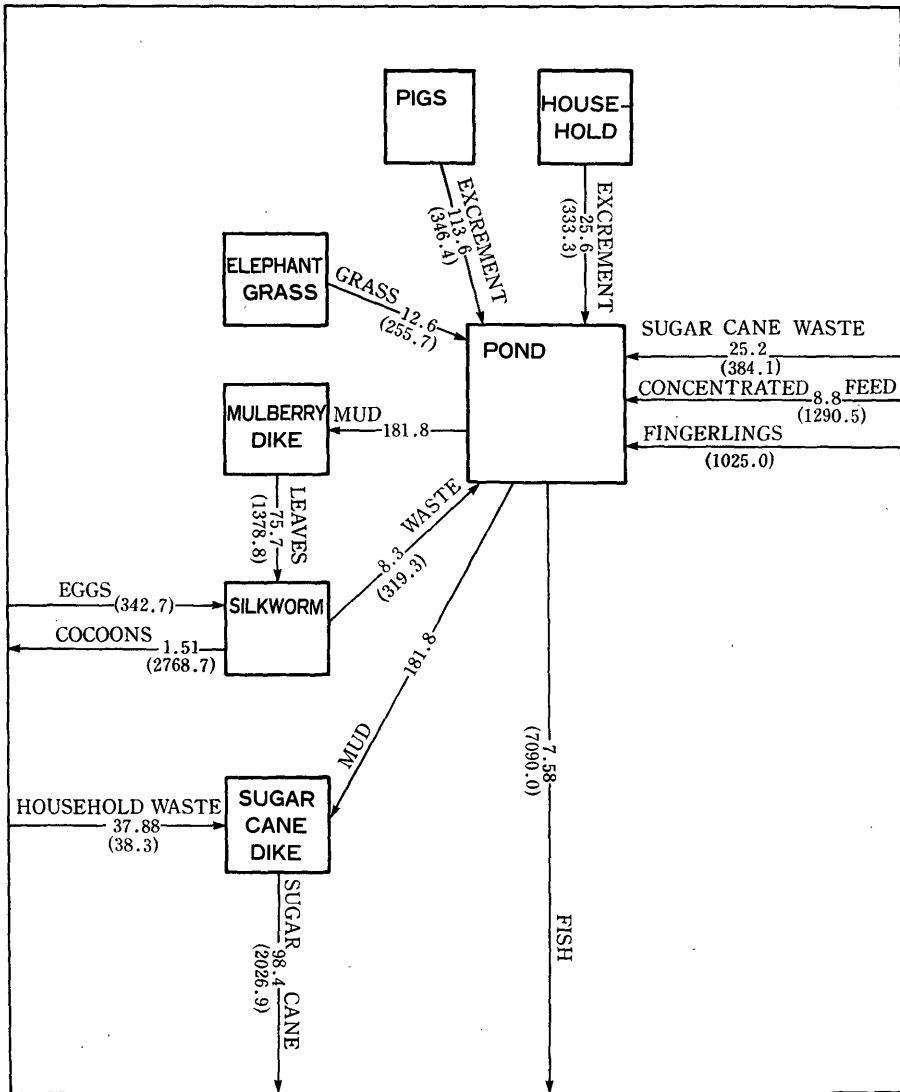 PIGS
HOUSE-
HOLD
EXCREMENT
113.6
(346.4)
EXCREMENT
25.6
(333.3)
ELEPHANT
GRASS
GRASS
12.6
(255.7)
POND
SUGAR CANE WASTE
25.2
(384.1)
CONCENTRATED 8.8 FEED
(1290.5)
FINGERLINGS
(1025.0)
MULBERRY
DIKE
MUD
181.8
LEAVES
75.7
(1378.8)
WASTE
8.3
(319.3)
EGGS
(342.7)
SILKWORM
COCOONS
1.51
(2768.7)
181.8
MUD
7.58
(7090.0)
FISH
HOUSEHOLD WASTE
37.88
(38.3)
SUGAR
CANE
DIKE
SUGAR CANE
98.4
(2026.9)